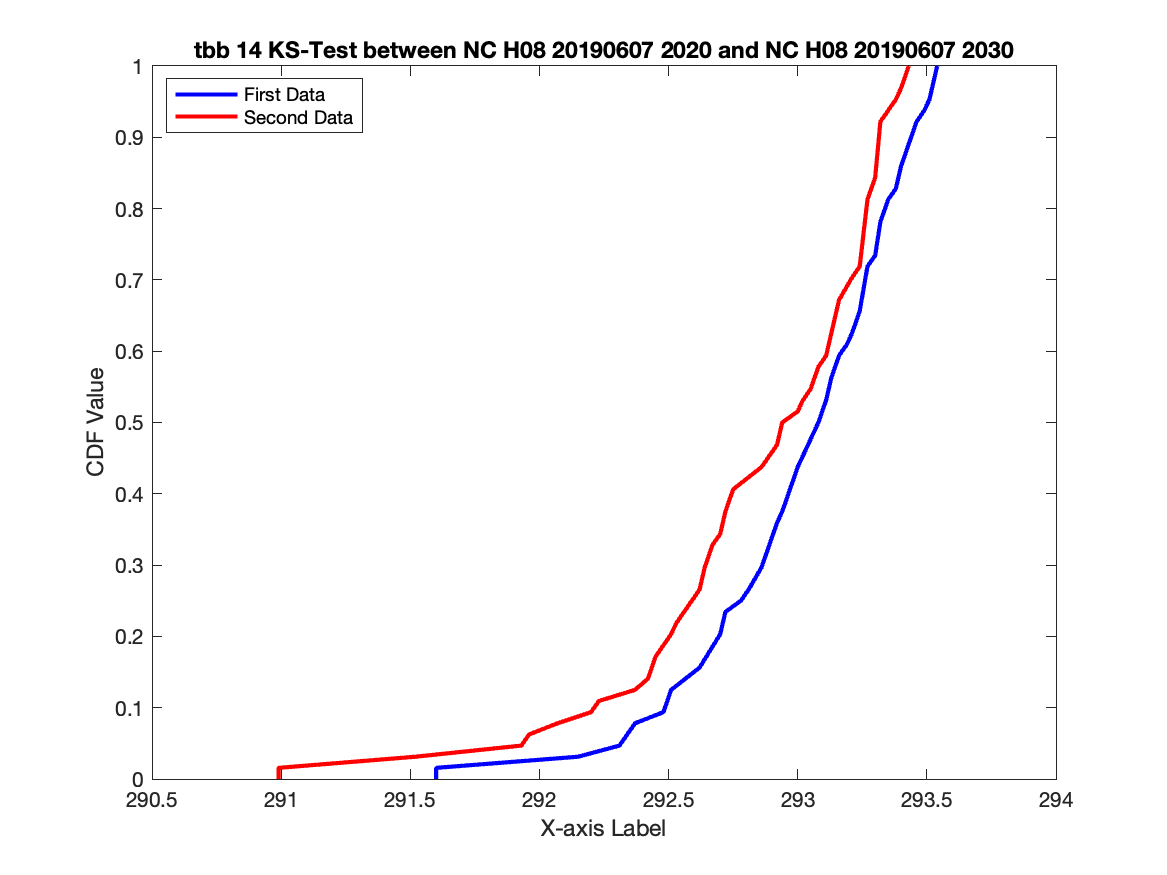 tbb 14 KS-Test between NC H08 20190607 2020 and NC H08 20190607 2030
First Data
Second Data
1
0.9
0.8
0.7
0.6
0.5
0.4
0.3
0.2
0.1
0
CDF Value
290.5 291 291.5 292 292.5 293 293.5 294
X-axis Label